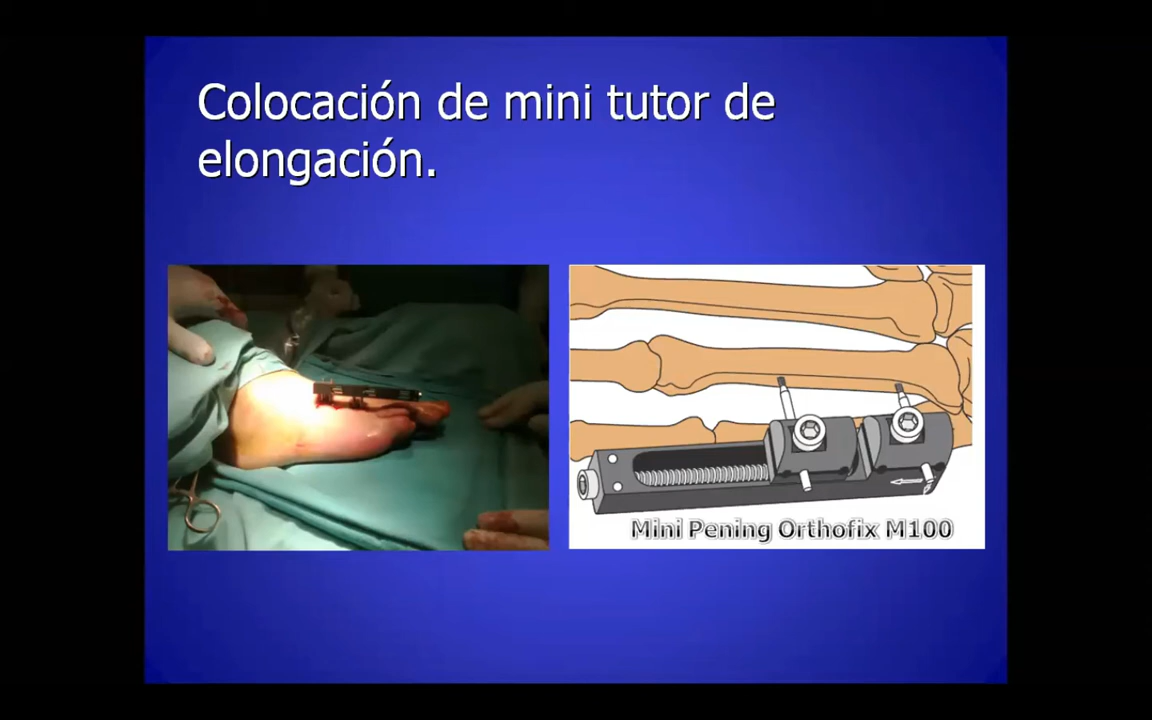 Colocación de mini tutor de
elongación.
Mini Pening Orthofix M100